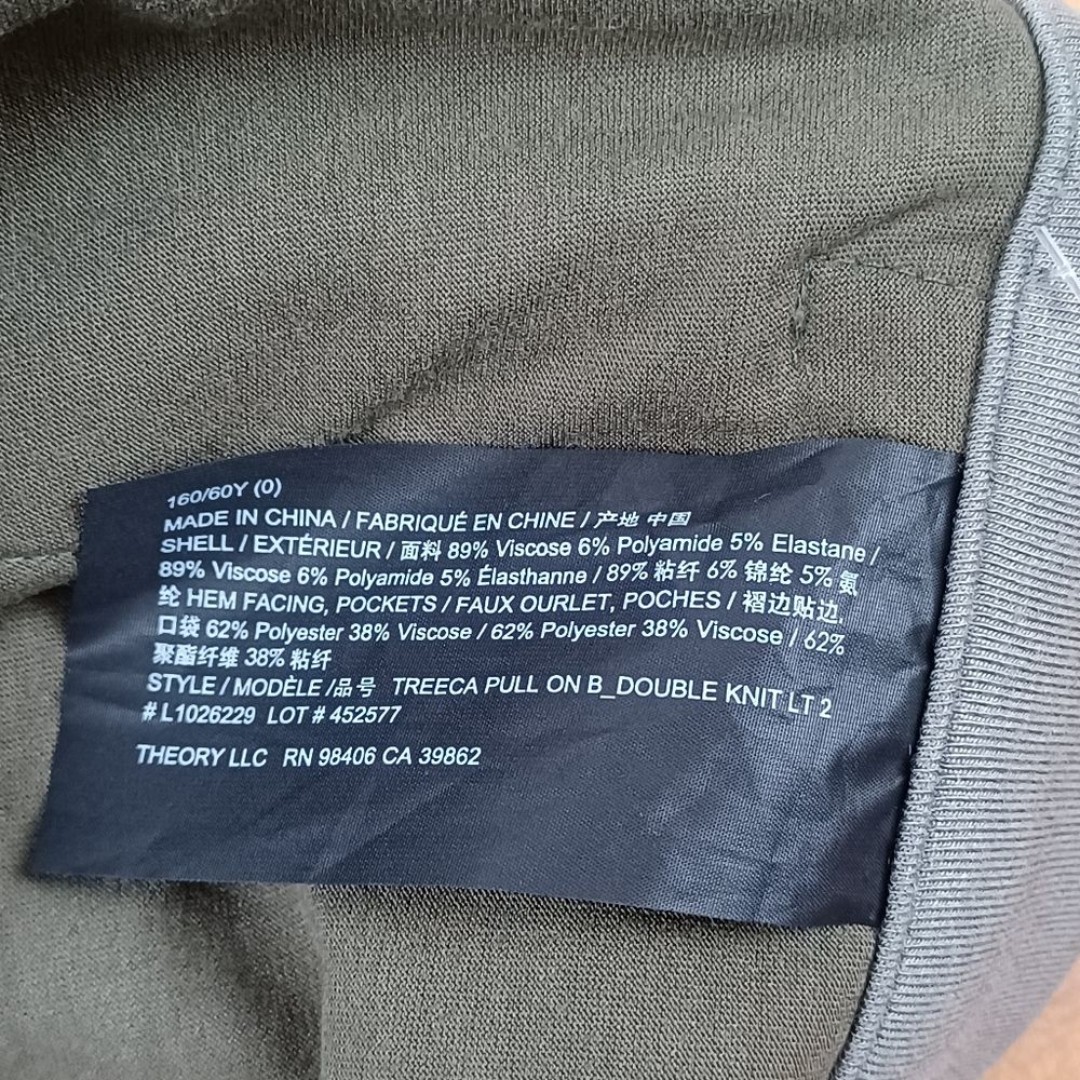 160/60Y (0)
MADE IN CHINA / FABRIQUÉ EN CHINE / 产地 中国
SHELL / EXTÉRIEUR / 面料 89% Viscose 6% Polyamide 5% Elastane /
89% Viscose 6% Polyamide 5% Élasthanne / 89% 粘纤 6% 锦纶 5% 氨
纶 HEM FACING, POCKETS / FAUX OURLET, POCHES / 褶边贴边,
口袋 62% Polyester 38% Viscose / 62% Polyester 38% Viscose / 62%
聚酯纤维 38% 粘纤
STYLE / MODÈLE /品号 TREECA PULL ON B_DOUBLE KNIT LT 2
# L1026229 LOT # 452577
THEORY LLC RN 98406 CA 39862